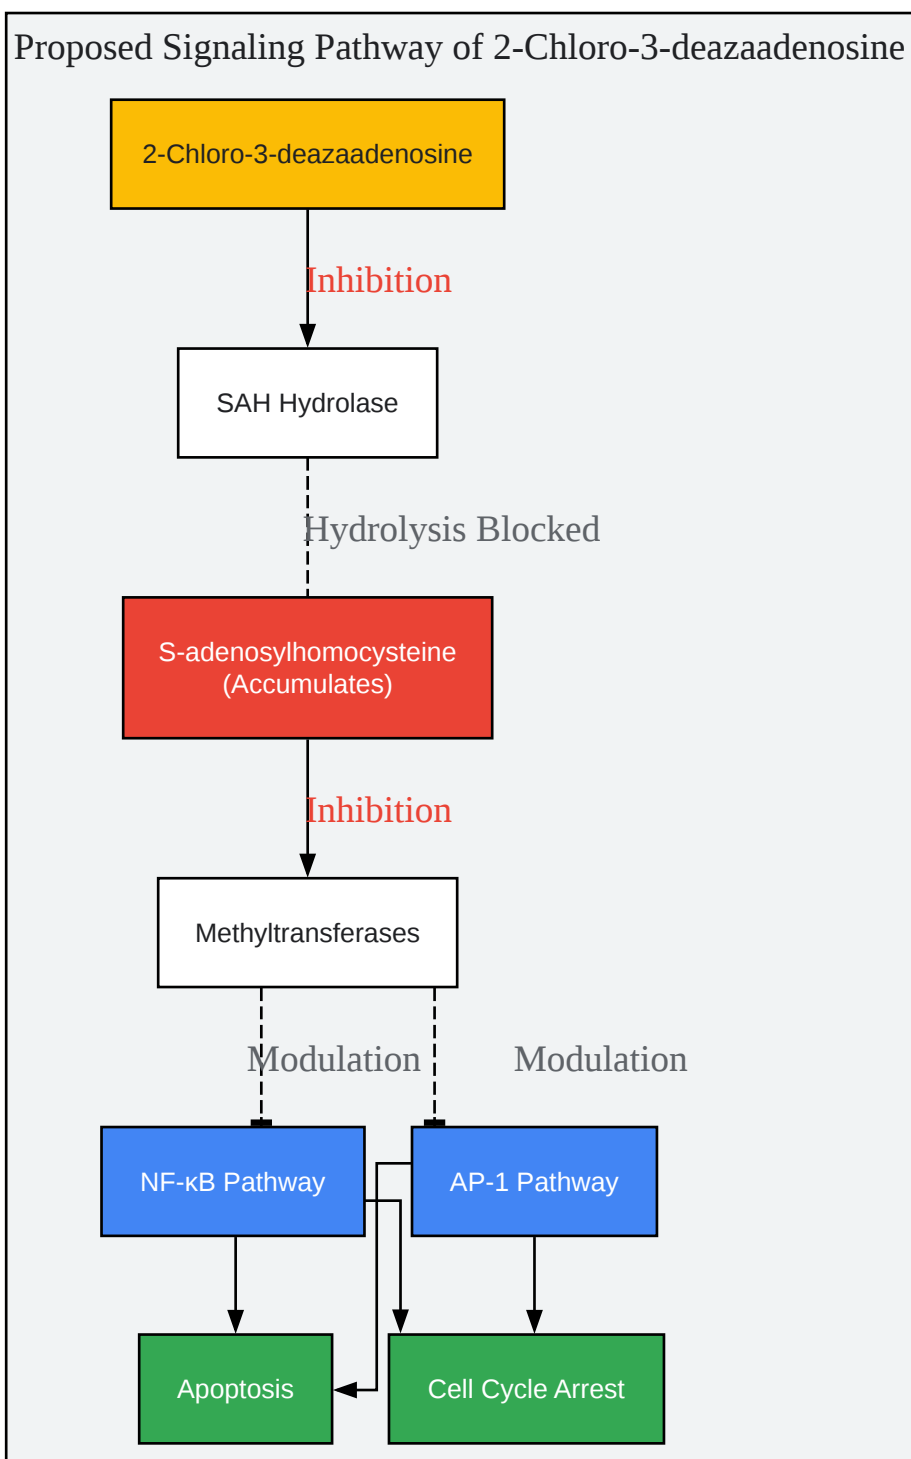 Proposed Signaling Pathway of 2-Chloro-3-deazaadenosine
2-Chloro-3-deazaadenosine
Inhibition
SAH Hydrolase
Hydrolysis Blocked
S-adenosylhomocysteine
(Accumulates)
Inhibition
Methyltransferases
Modulation
Modulation
NF-κB Pathway
AP-1 Pathway
Apoptosis
Cell Cycle Arrest